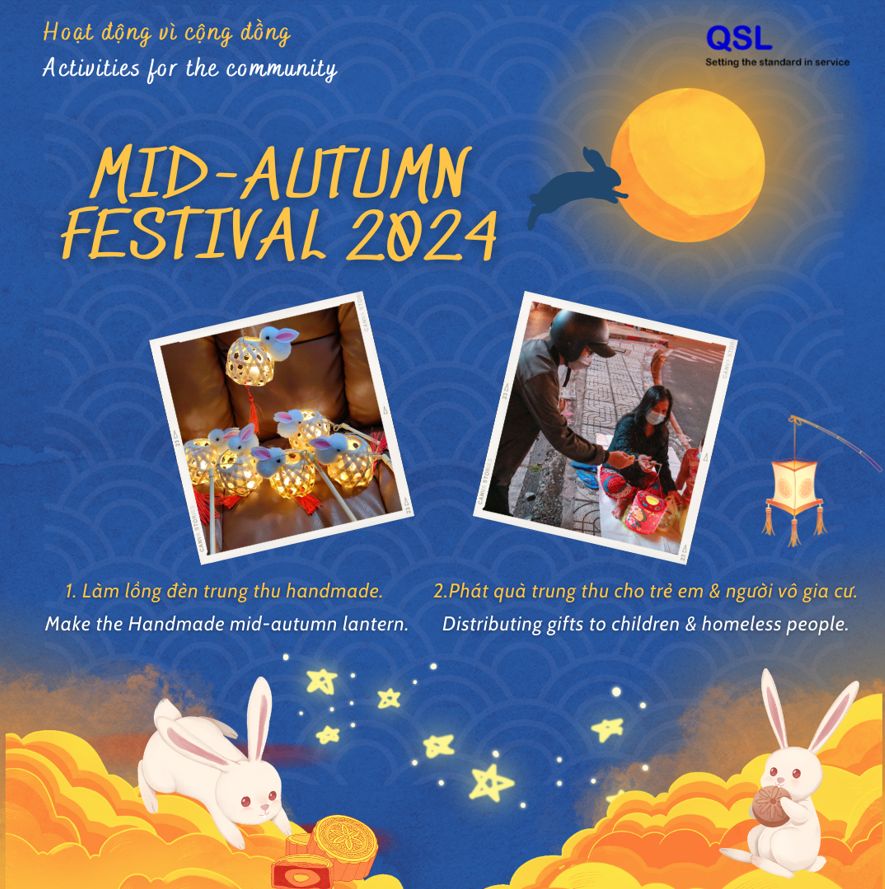 Hoạt động vì cộng đồng
Activities for the community
QSL
Setting the standard in service
MID-AUTUMN
FESTIVAL 2024
1. Làm lồng đèn trung thu handmade.
Make the Handmade mid-autumn lantern.
2.Phát quà trung thu cho trẻ em & người vô gia cư.
Distributing gifts to children & homeless people.